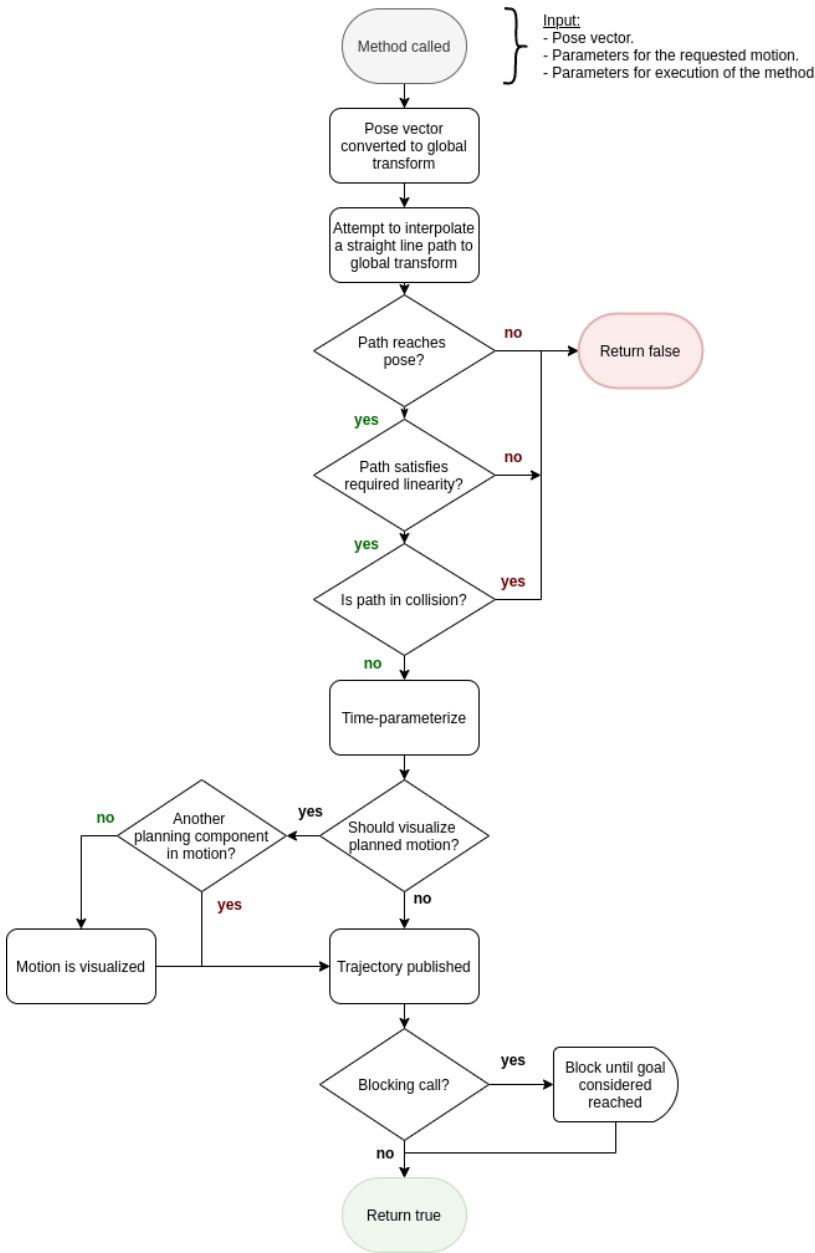 Method called
Input:
- Pose vector.
- Parameters for the requested motion.
- Parameters for execution of the method
Pose vector
converted to global
transform
Attempt to interpolate
a straight line path to
global transform
Path reaches
pose?
no
Return false
yes
Path satisfies
required linearity?
no
yes
Is path in collision?
yes
no
Time-parameterize
Should visualize
planned motion?
yes
Another
planning component
in motion?
no
yes
no
Motion is visualized
Trajectory published
Blocking call?
yes
Block until goal
considered
reached
no
Return true